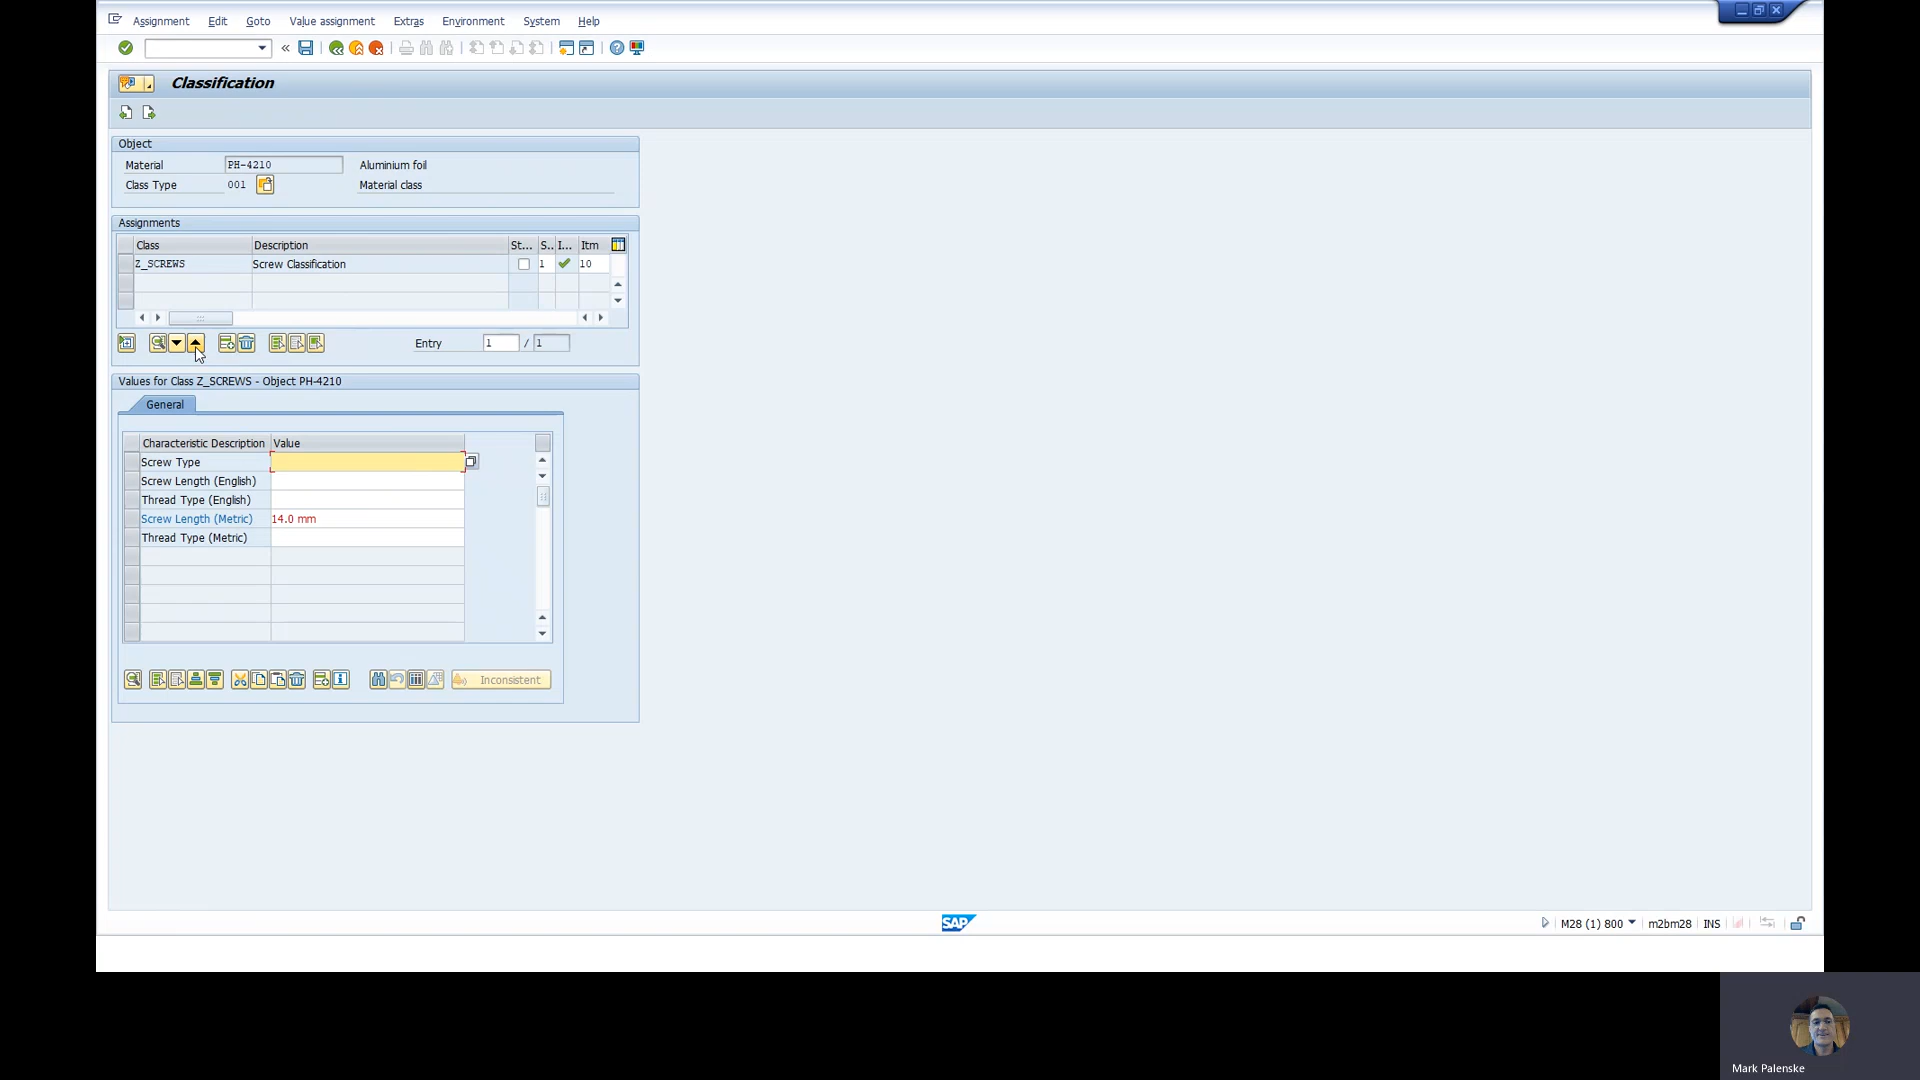 Assignment Edit Goto Value assignment Extras Environment System Help
Classification
Object
Material PH-4210 Aluminium foil
Class Type 001 Material class
Assignments
Class Description St... S.. I... Itm
Z_SCREWS Screw Classification 1 10
Entry 1 / 1
Values for Class Z_SCREWS - Object PH-4210
General
Characteristic Description Value
Screw Type
Screw Length (English)
Thread Type (English)
Screw Length (Metric) 14.0 mm
Thread Type (Metric)
Inconsistent
SAP M28 (1) 800 m2bm28 INS
Mark Palenske